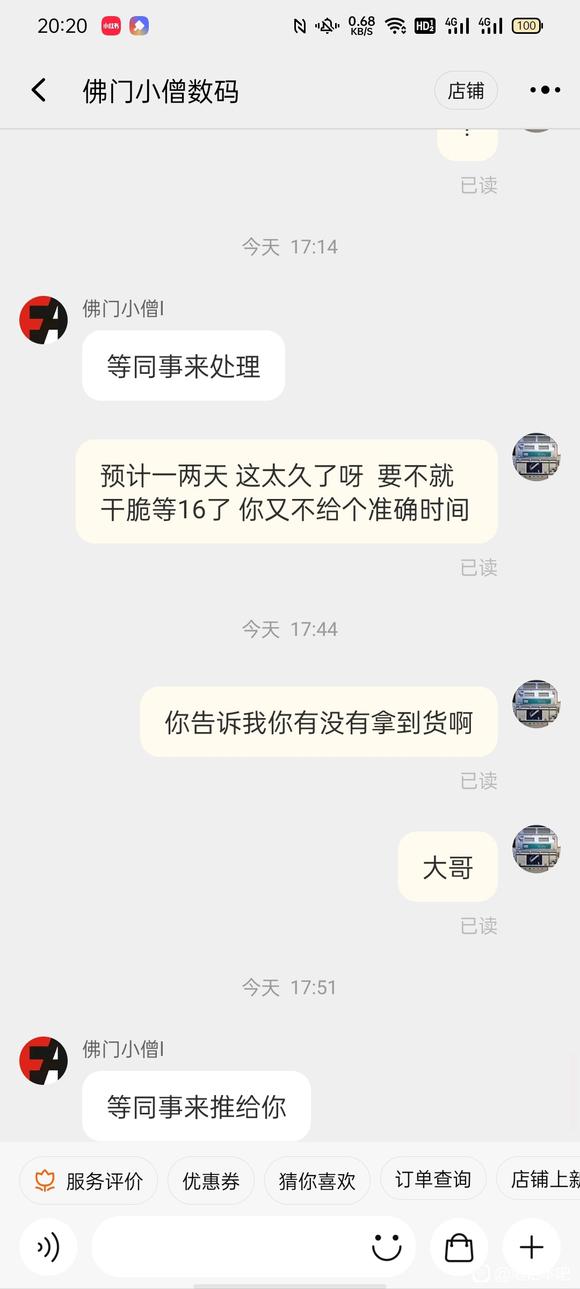 20:20
小红书
0.68
KB/S
HD2
4G
4G
100
佛门小僧数码
店铺
已读
今天 17:14
佛门小僧l
等同事来处理
预计一两天 这太久了呀 要不就
干脆等16了 你又不给个准确时间
已读
今天 17:44
你告诉我你有没有拿到货啊
已读
大哥
已读
今天 17:51
佛门小僧l
等同事来推给你
服务评价
优惠券
猜你喜欢
订单查询
店铺上新